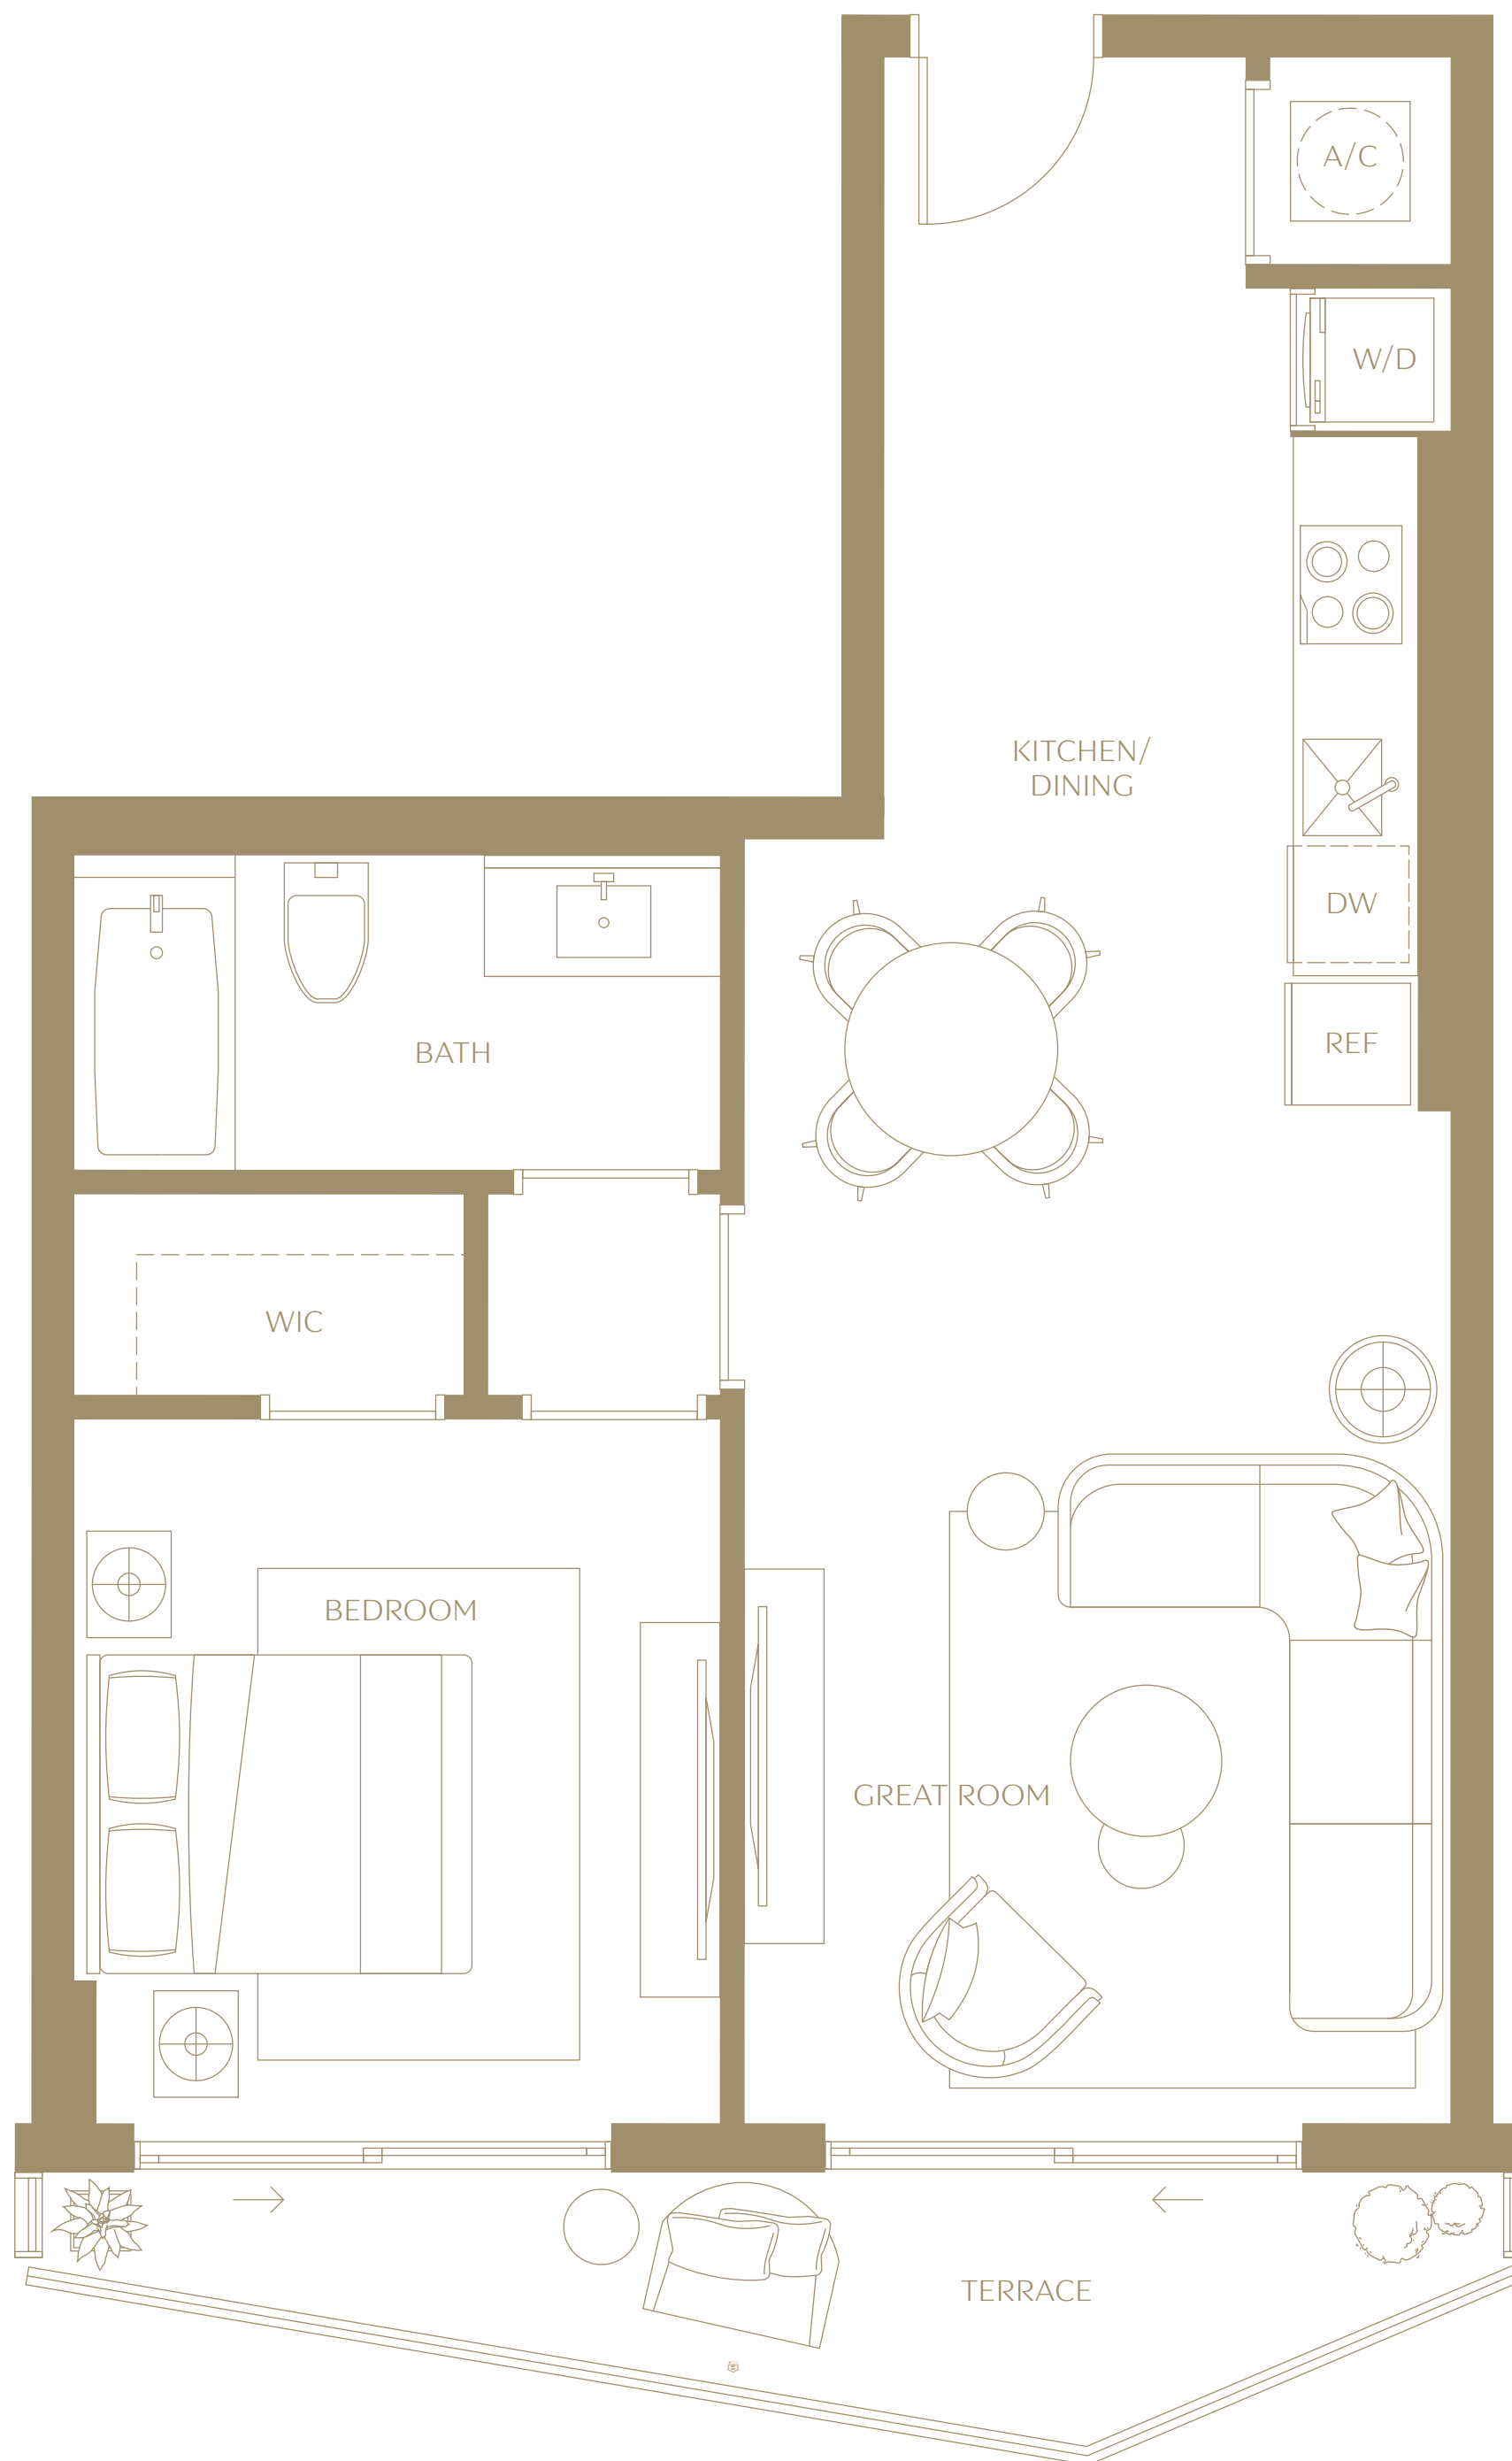 A/C
W/D
KITCHEN/
DINING
DW
REF
BATH
WIC
BEDROOM
GREAT ROOM
TERRACE